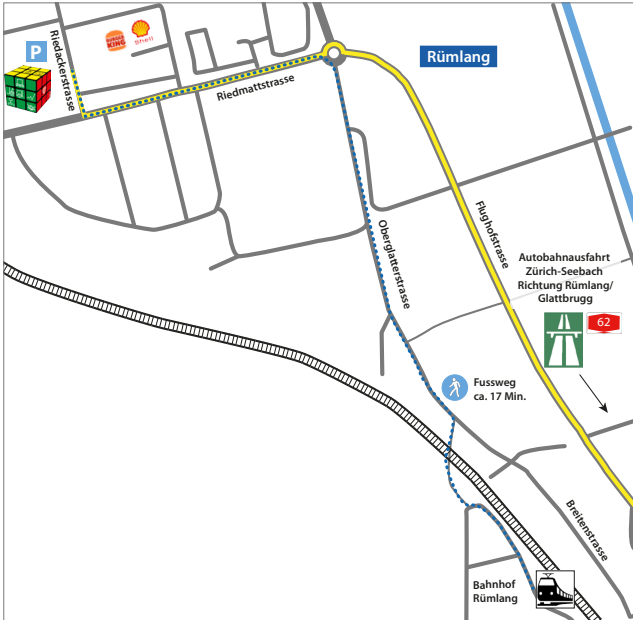 P
Riedackerstrasse
BURGER
KING
Shell
Riedmattstrasse
Rümlang
Flughofstrasse
Oberglatterstrasse
Autobahnausfahrt
Zürich-Seebach
Richtung Rümlang/
Glattbrugg
62
Fussweg
ca. 17 Min.
Breitenstrasse
Bahnhof
Rümlang